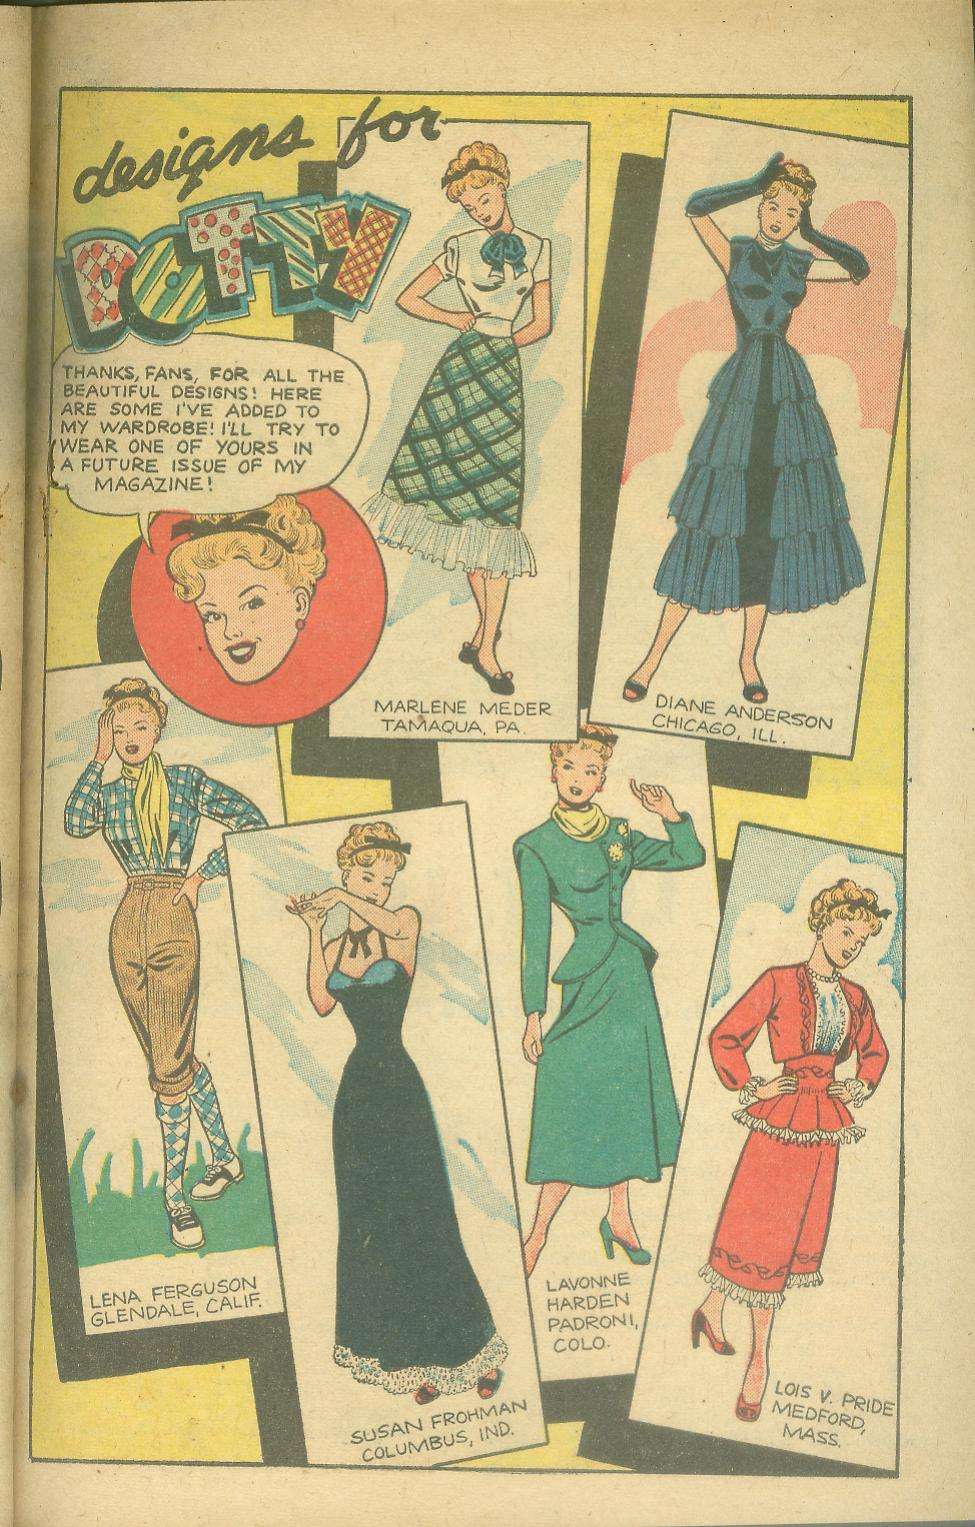 designs for
DOTTY
THANKS, FANS, FOR ALL THE
BEAUTIFUL DESIGNS! HERE
ARE SOME I'VE ADDED TO
MY WARDROBE! I'LL TRY TO
WEAR ONE OF YOURS IN
A FUTURE ISSUE OF MY
MAGAZINE!
MARLENE MEDER
TAMAQUA, PA.
DIANE ANDERSON
CHICAGO, ILL.
LENA FERGUSON
GLENDALE, CALIF.
SUSAN FROHMAN
COLUMBUS, IND.
LAVONNE
HARDEN
PADRONI,
COLO.
LOIS V. PRIDE
MEDFORD,
MASS.